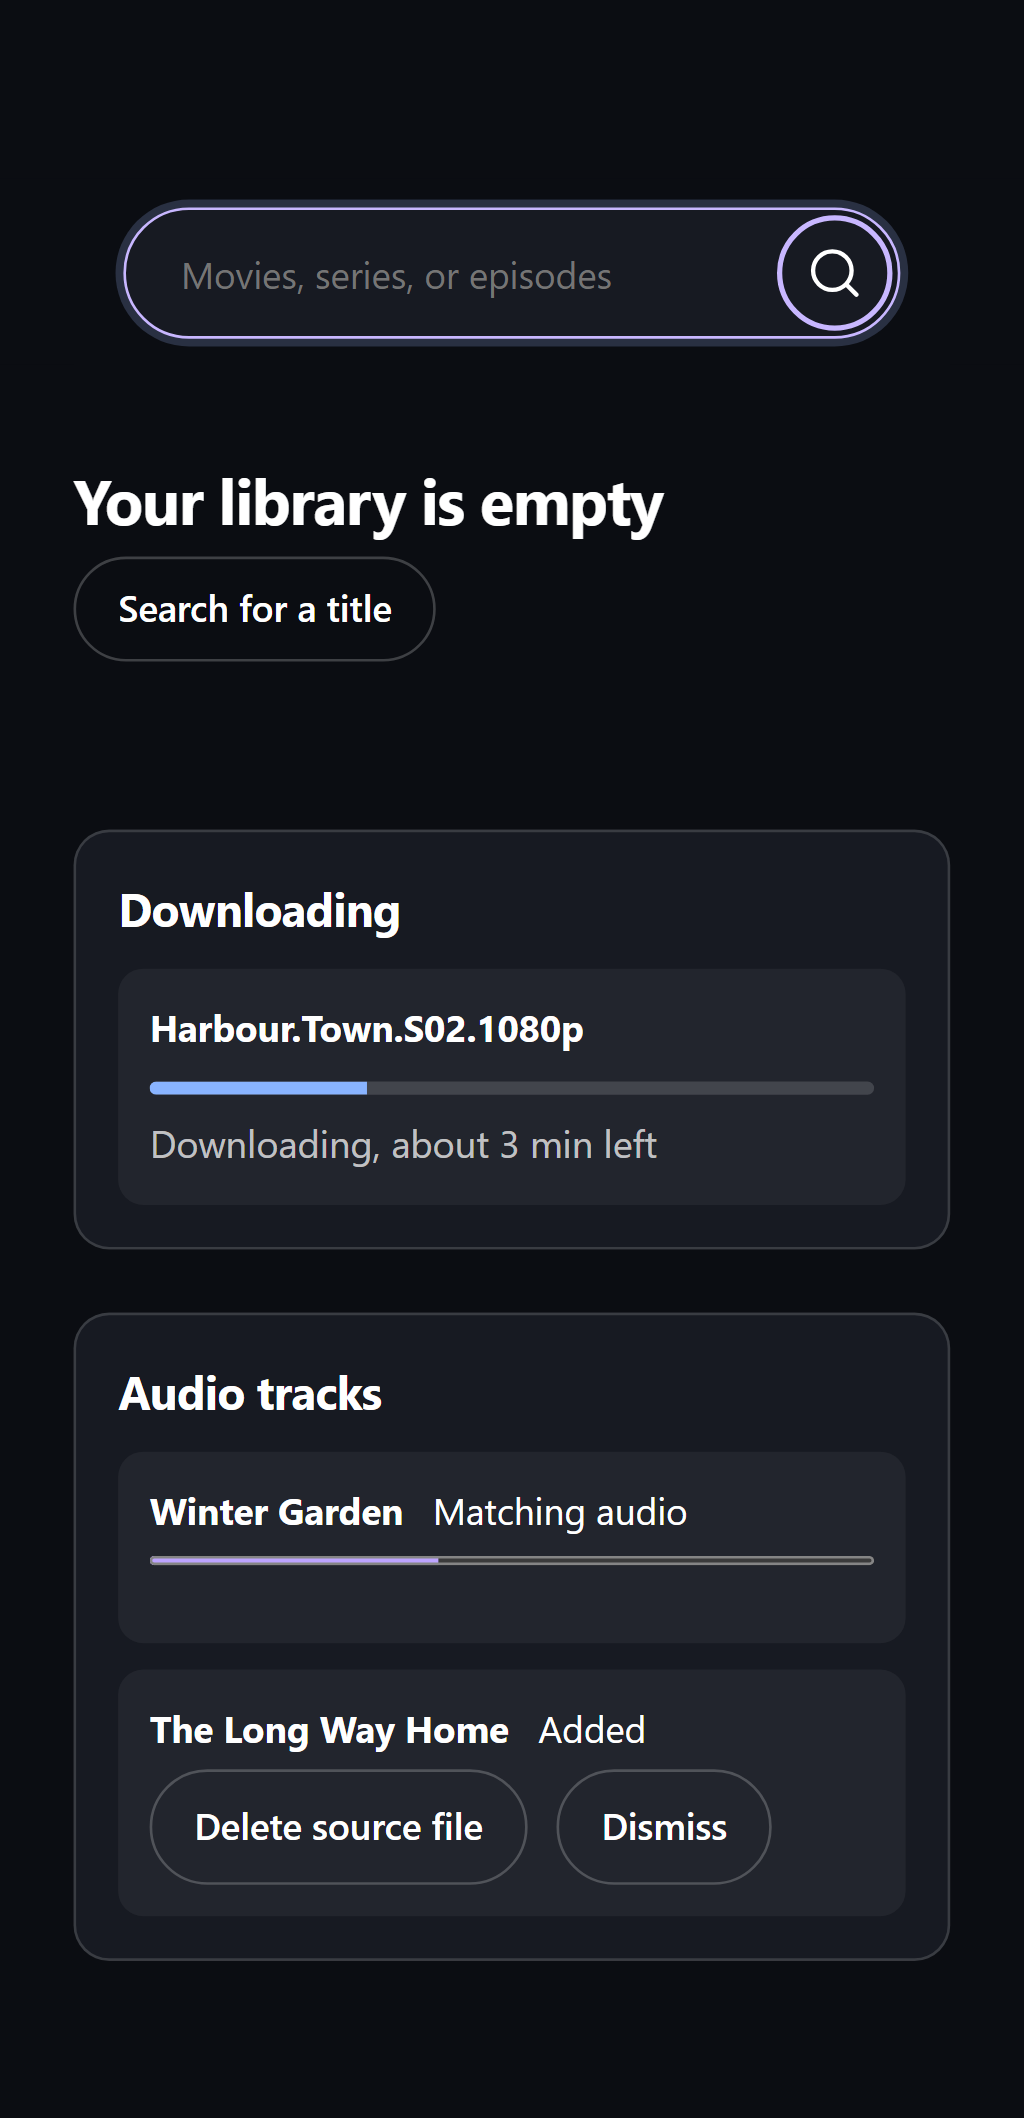 Movies, series, or episodes
Your library is empty
Search for a title
Downloading
Harbour.Town.S02.1080p
Downloading, about 3 min left
Audio tracks
Winter Garden Matching audio
The Long Way Home Added
Delete source file Dismiss